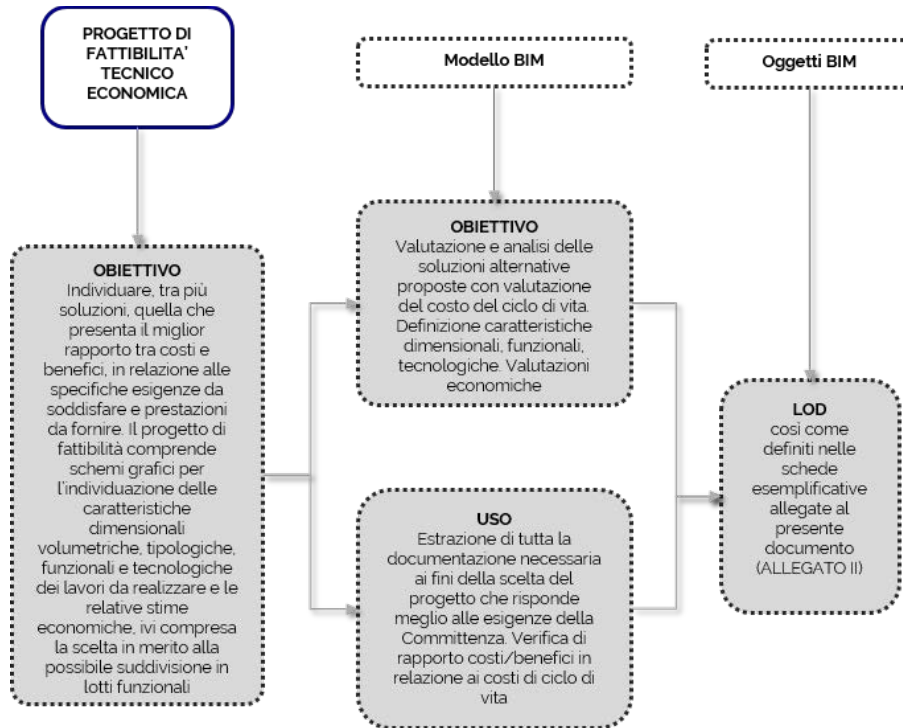 PROGETTO DI
FATTIBILITA'
TECNICO
ECONOMICA
Modello BIM
Oggetti BIM
OBIETTIVO
Individuare, tra più
soluzioni, quella che
presenta il miglior
rapporto tra costi e
benefici, in relazione alle
specifiche esigenze da
soddisfare e prestazioni
da fornire. Il progetto di
fattibilità comprende
schemi grafici per
l'individuazione delle
caratteristiche
dimensionali
volumetriche, tipologiche,
funzionali e tecnologiche
dei lavori da realizzare e le
relative stime
economiche, ivi compresa
la scelta in merito alla
possibile suddivisione in
lotti funzionali
OBIETTIVO
Valutazione e analisi delle
soluzioni alternative
proposte con valutazione
del costo del ciclo di vita.
Definizione caratteristiche
dimensionali, funzionali,
tecnologiche. Valutazioni
economiche
USO
Estrazione di tutta la
documentazione necessaria
ai fini della scelta del
progetto che risponde
meglio alle esigenze della
Committenza. Verifica di
rapporto costi/benefici in
relazione ai costi di ciclo di
vita
LOD
così come
definiti nelle
schede
esemplificative
allegate al
presente
documento
(ALLEGATO II)